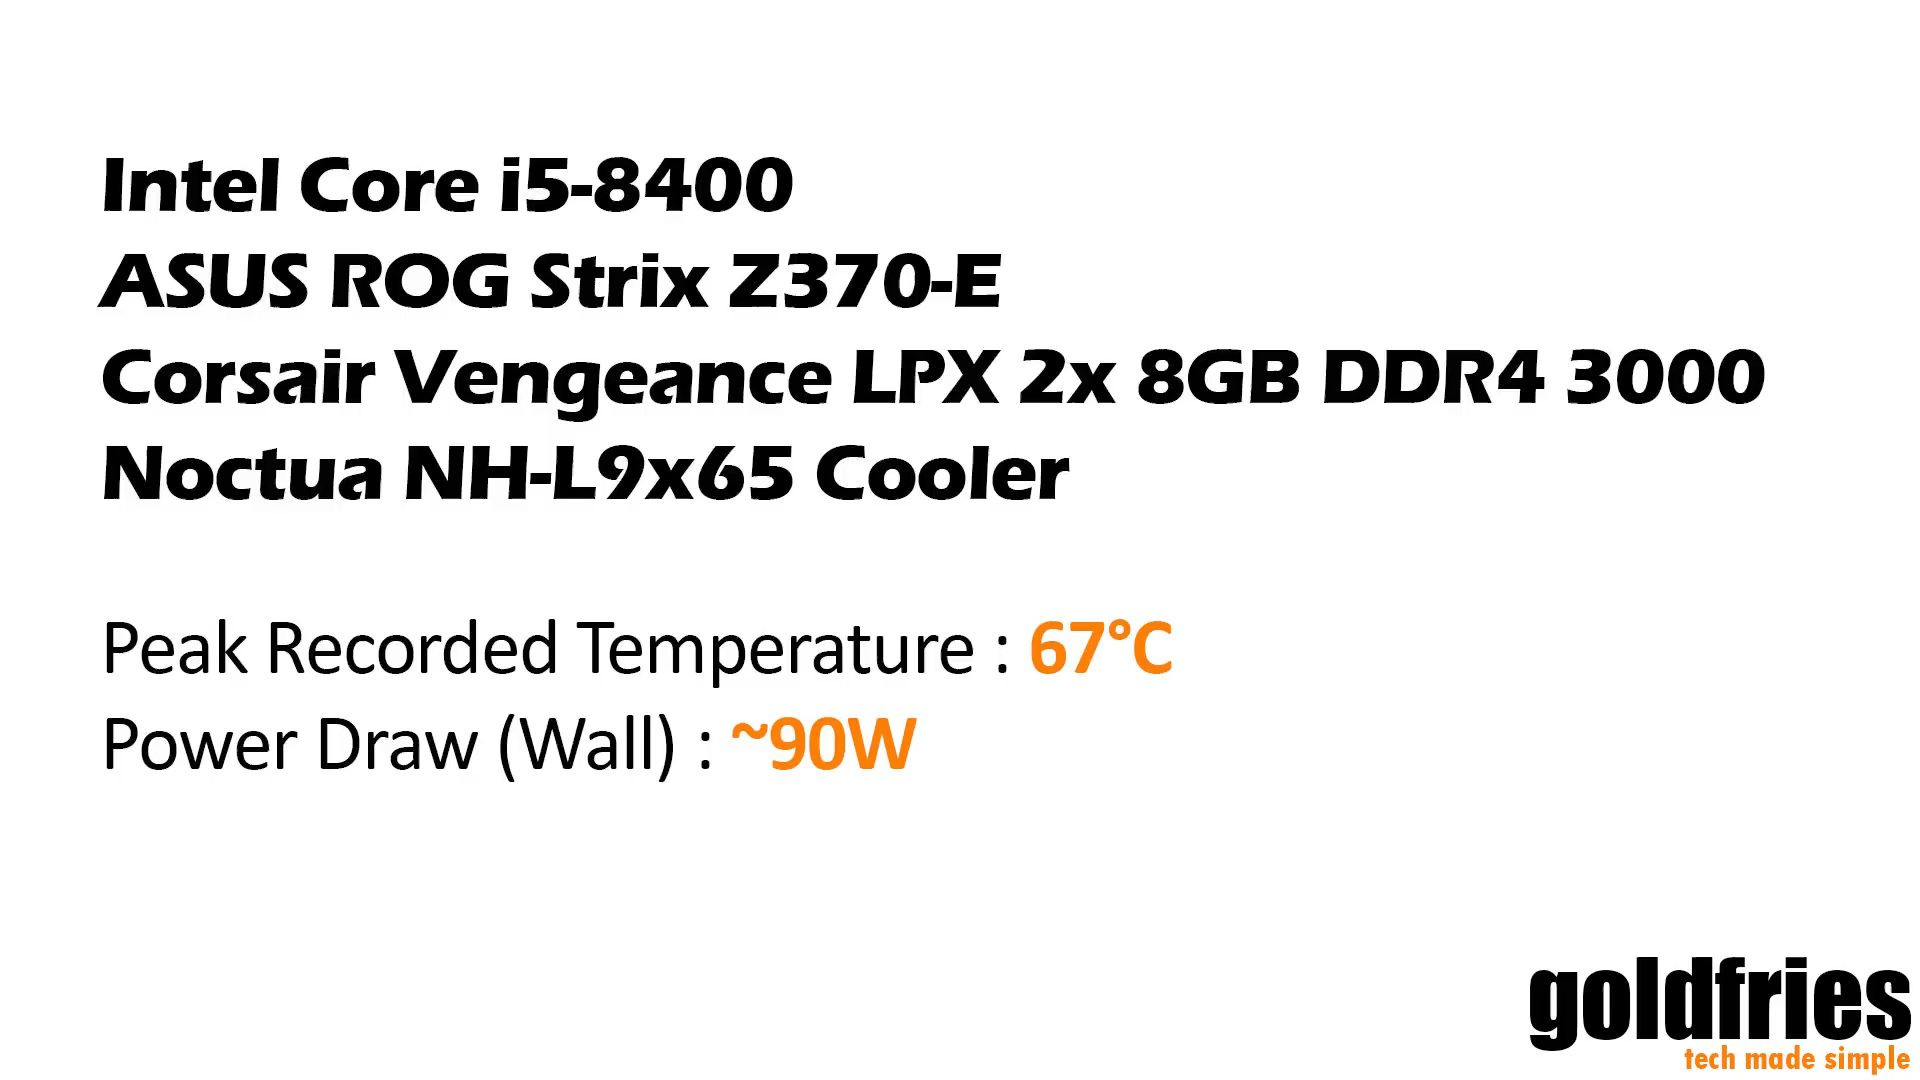 Intel Core i5-8400
ASUS ROG Strix Z370-E
Corsair Vengeance LPX 2x 8GB DDR4 3000
Noctua NH-L9x65 Cooler
Peak Recorded Temperature : 67°C
Power Draw (Wall) : ~90W
goldfries
tech made simple